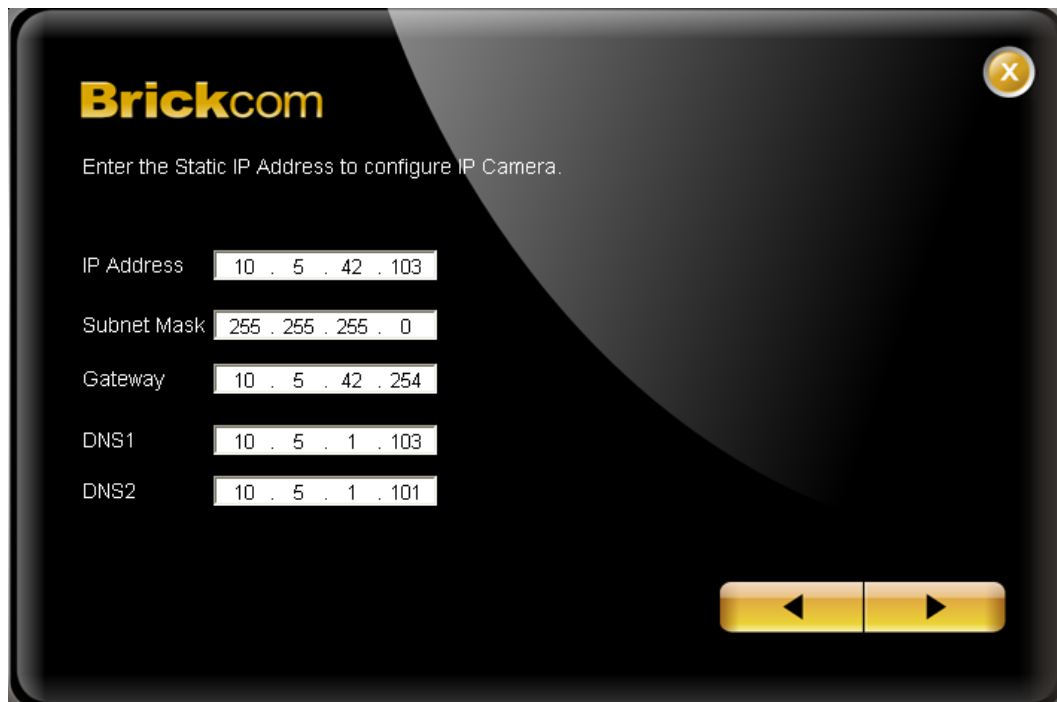 X
Brickcom
Enter the Static IP Address to configure IP Camera.
IP Address 10 . 5 . 42 . 103
Subnet Mask 255 . 255 . 255 . 0
Gateway 10 . 5 . 42 . 254
DNS1 10 . 5 . 1 . 103
DNS2 10 . 5 . 1 . 101